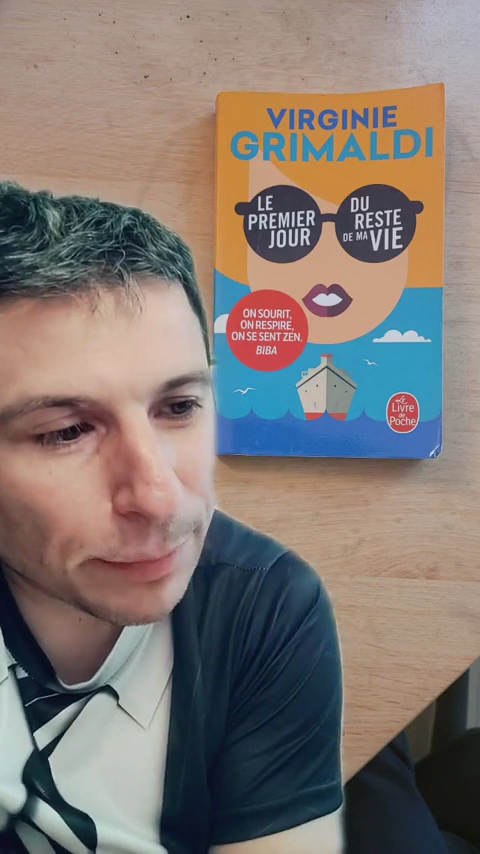 VIRGINIE
GRIMALDI
LE
PREMIER
JOUR
DU
RESTE
DE MA VIE
ON SOURIT,
ON RESPIRE,
ON SE SENT ZEN.
BIBA
Le
Livre
de
Poche